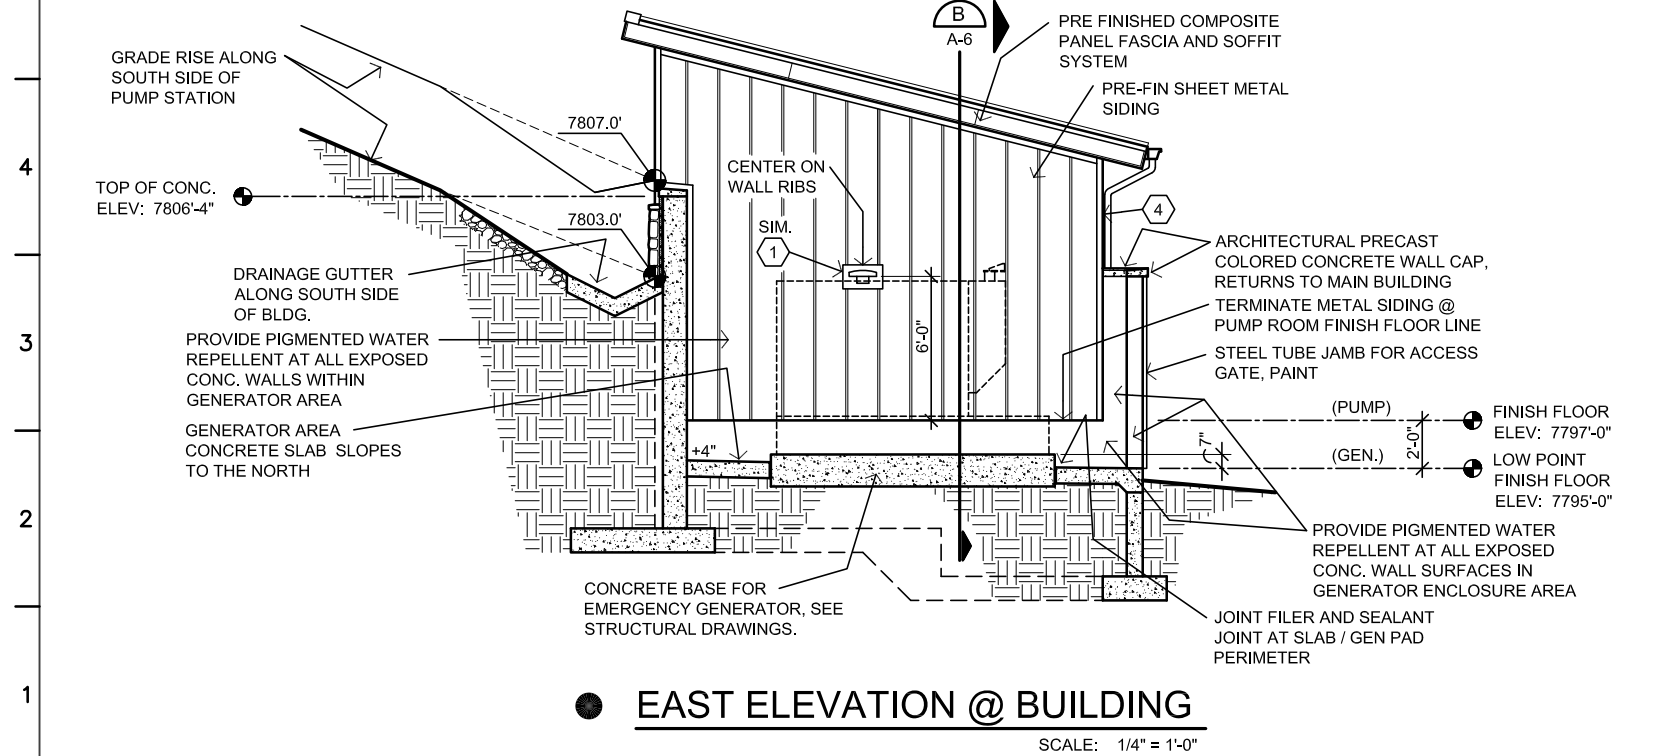 B
A-6
PRE FINISHED COMPOSITE
PANEL FASCIA AND SOFFIT
SYSTEM
GRADE RISE ALONG
SOUTH SIDE OF
PUMP STATION
PRE-FIN SHEET METAL
SIDING
7807.0'
4
CENTER ON
WALL RIBS
TOP OF CONC.
ELEV: 7806'-4"
7803.0'
SIM.
1
4
ARCHITECTURAL PRECAST
COLORED CONCRETE WALL CAP,
RETURNS TO MAIN BUILDING
DRAINAGE GUTTER
ALONG SOUTH SIDE
OF BLDG.
TERMINATE METAL SIDING @
PUMP ROOM FINISH FLOOR LINE
3
PROVIDE PIGMENTED WATER
REPELLENT AT ALL EXPOSED
CONC. WALLS WITHIN
GENERATOR AREA
6'-0"
STEEL TUBE JAMB FOR ACCESS
GATE, PAINT
(PUMP)
FINISH FLOOR
ELEV: 7797'-0"
GENERATOR AREA
CONCRETE SLAB SLOPES
TO THE NORTH
+4"
7"
2'-0"
(GEN.)
LOW POINT
FINISH FLOOR
ELEV: 7795'-0"
2
PROVIDE PIGMENTED WATER
REPELLENT AT ALL EXPOSED
CONC. WALL SURFACES IN
GENERATOR ENCLOSURE AREA
CONCRETE BASE FOR
EMERGENCY GENERATOR, SEE
STRUCTURAL DRAWINGS.
JOINT FILER AND SEALANT
JOINT AT SLAB / GEN PAD
PERIMETER
1
EAST ELEVATION @ BUILDING
SCALE: 1/4" = 1'-0"